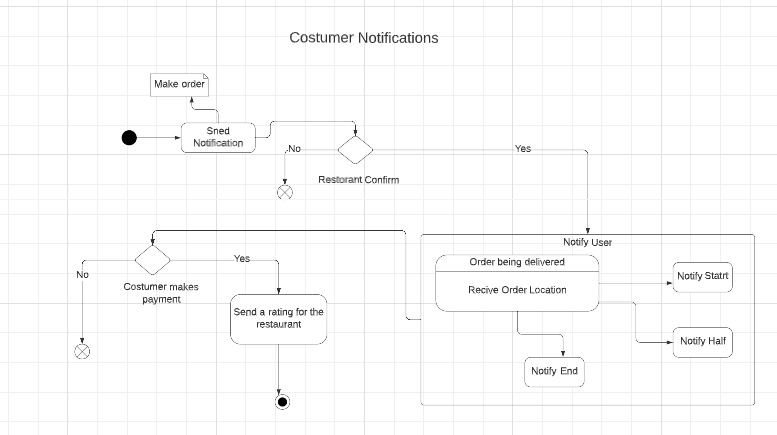 Costumer Notifications
Make order
Sned
Notification
No
Yes
Restorant Confirm
Notify User
Order being delivered
Recive Order Location
Notify Statrt
Notify Half
Notify End
Yes
No
Costumer makes
payment
Send a rating for the
restaurant